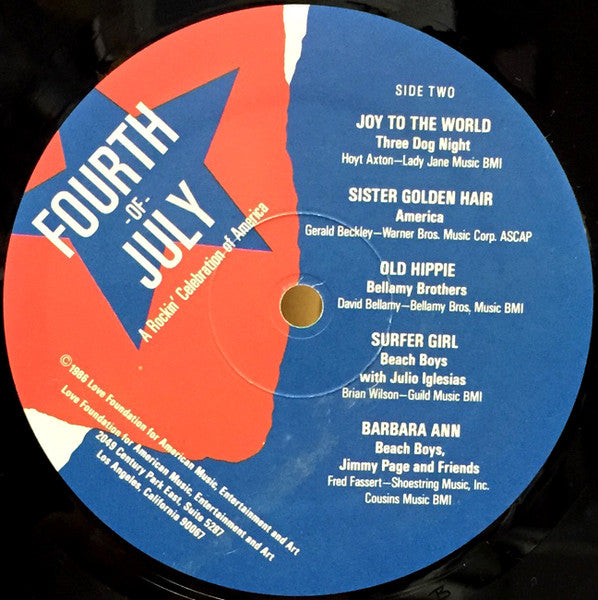 FOURTH
-OF-
JULY
A Rockin' Celebration of America
SIDE TWO
JOY TO THE WORLD
Three Dog Night
Hoyt Axton—Lady Jane Music BMI
SISTER GOLDEN HAIR
America
Gerald Beckley—Warner Bros. Music Corp. ASCAP
OLD HIPPIE
Bellamy Brothers
David Bellamy—Bellamy Bros, Music BMI
SURFER GIRL
Beach Boys
with Julio Iglesias
Brian Wilson—Guild Music BMI
BARBARA ANN
Beach Boys,
Jimmy Page and Friends
Fred Fassert—Shoestring Music, Inc.
Cousins Music BMI
© 1986 Love Foundation for American Music, Entertainment and Art
Love Foundation for American Music, Entertainment and Art
2049 Century Park East, Suite 5287
Los Angeles, California 90067